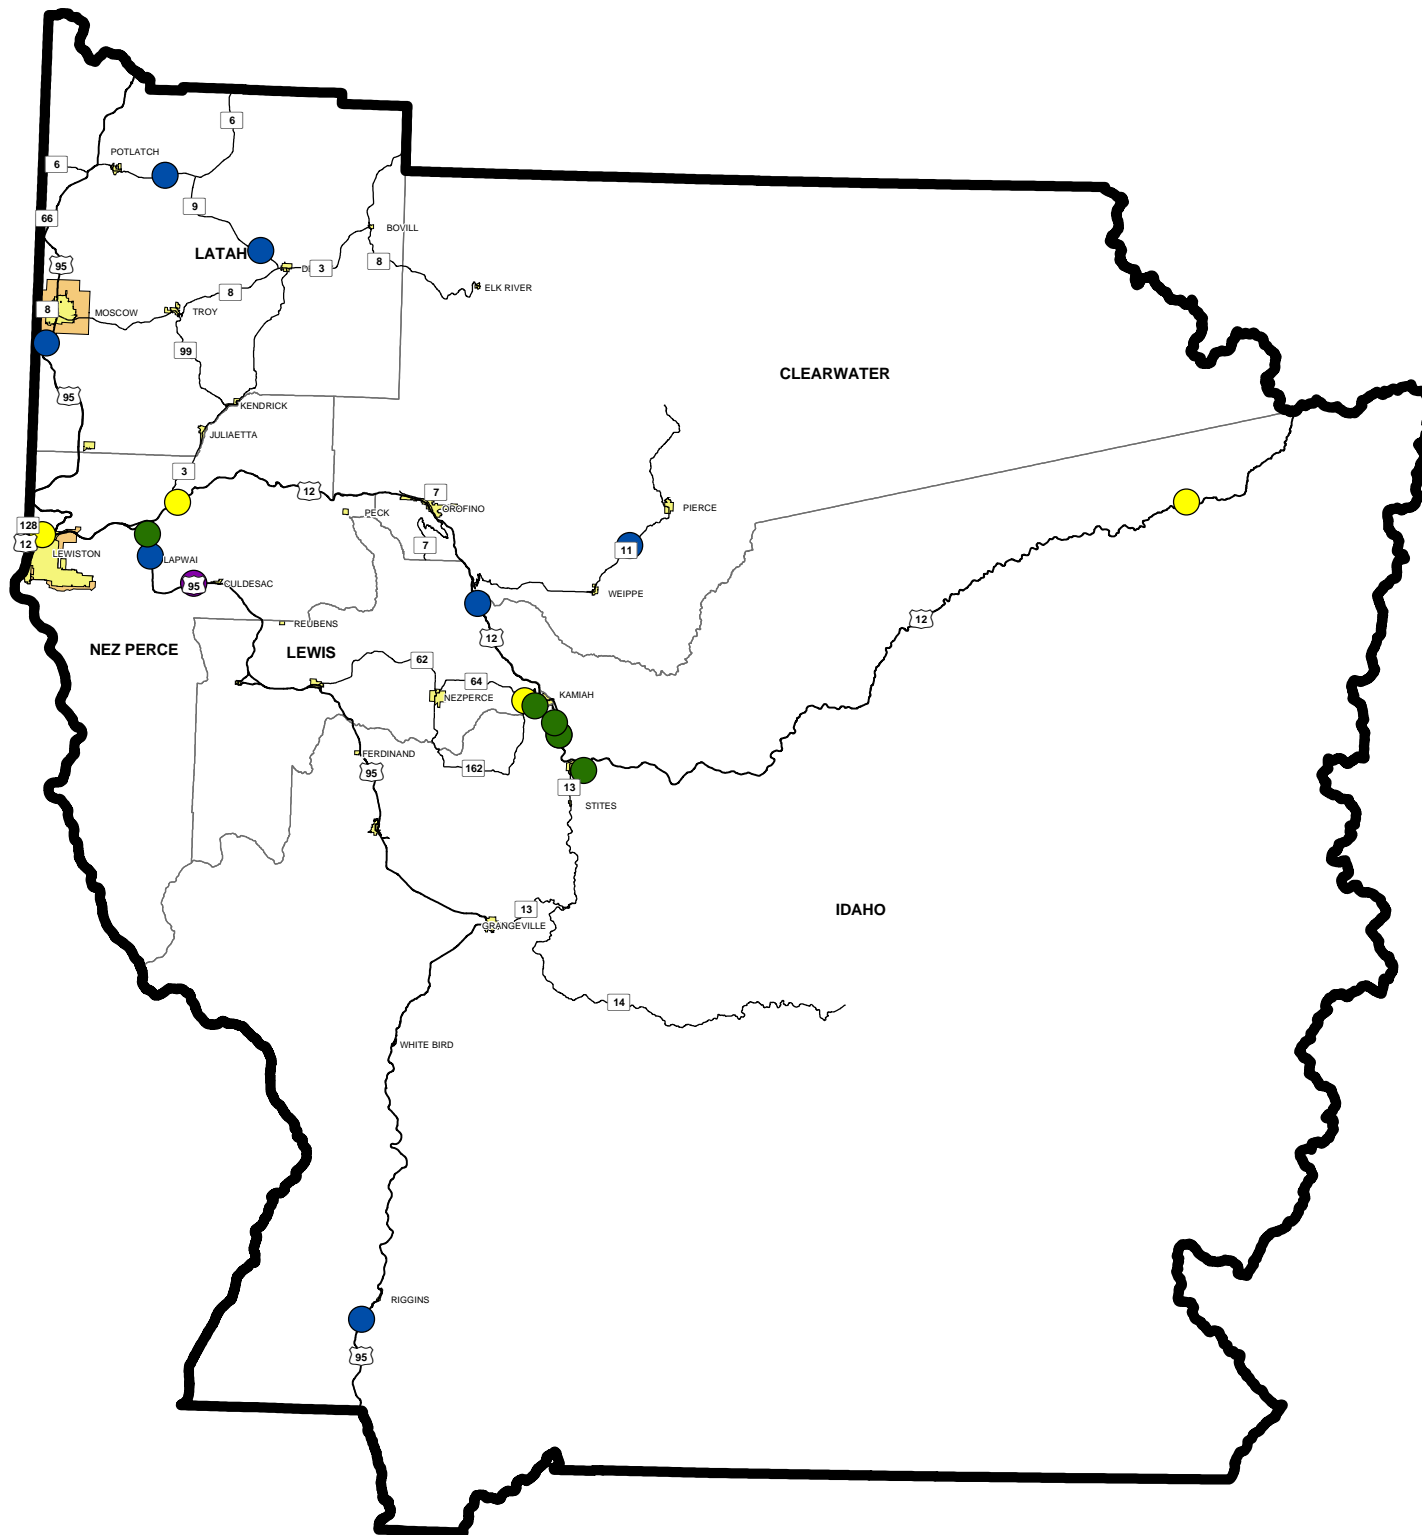 6
POTLATCH
6
9
66
BOVILL
LATAH
95
8
3
ELK RIVER
8
8
MOSCOW
TROY
99
CLEARWATER
95
KENDRICK
JULIAETTA
3
12
7
PECK
OROFINO
PIERCE
128
12
LEWISTON
7
11
LAPWAI
95
CULDESAC
WEIPPE
REUBENS
12
12
NEZ PERCE
LEWIS
62
64
NEZPERCE
KAMIAH
FERDINAND
95
162
13
STITES
13
IDAHO
GRANGEVILLE
14
WHITE BIRD
RIGGINS
95